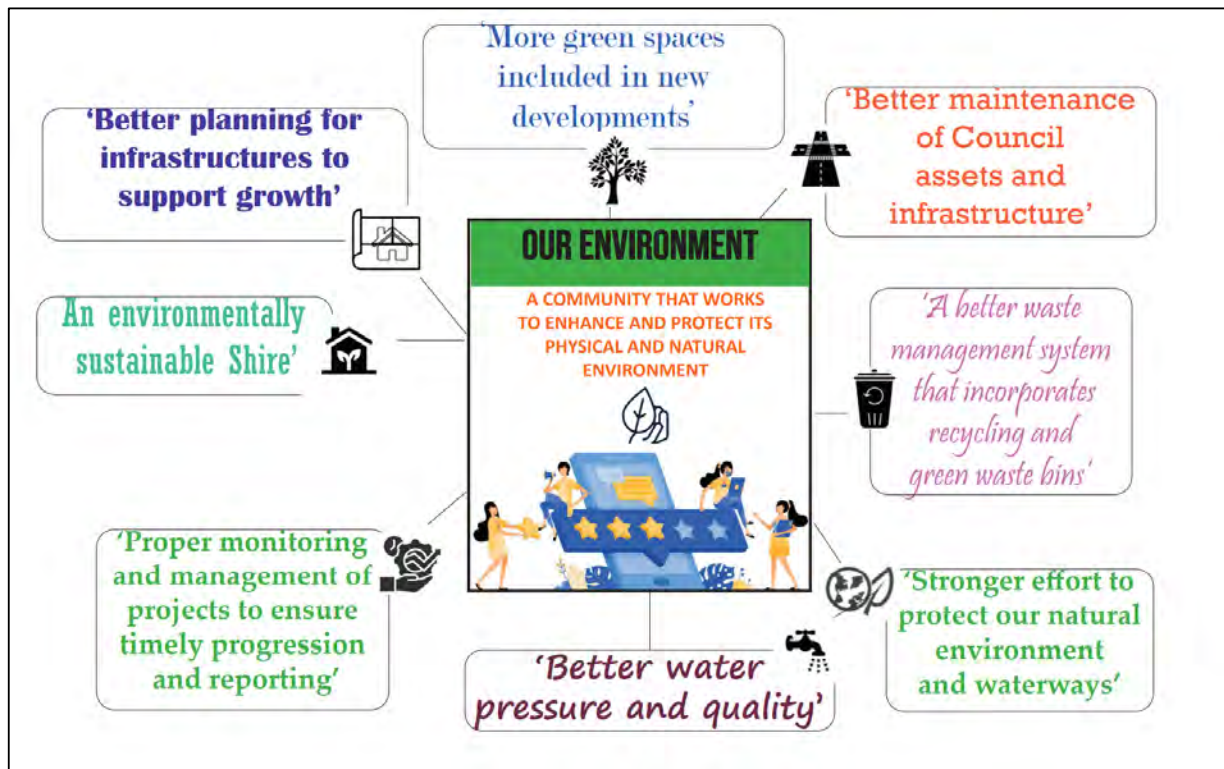 ‘More green spaces
included in new
developments’
‘Better planning for
infrastructures to
support growth’
‘Better maintenance
of Council
assets and
infrastructure’
OUR ENVIRONMENT
A COMMUNITY THAT WORKS
TO ENHANCE AND PROTECT ITS
PHYSICAL AND NATURAL
ENVIRONMENT
An environmentally
sustainable Shire’
‘A better waste
management system
that incorporates
recycling and
green waste bins’
‘Proper monitoring
and management of
projects to ensure
timely progression
and reporting’
‘Better water
pressure and quality’
‘Stronger effort to
protect our natural
environment
and waterways’